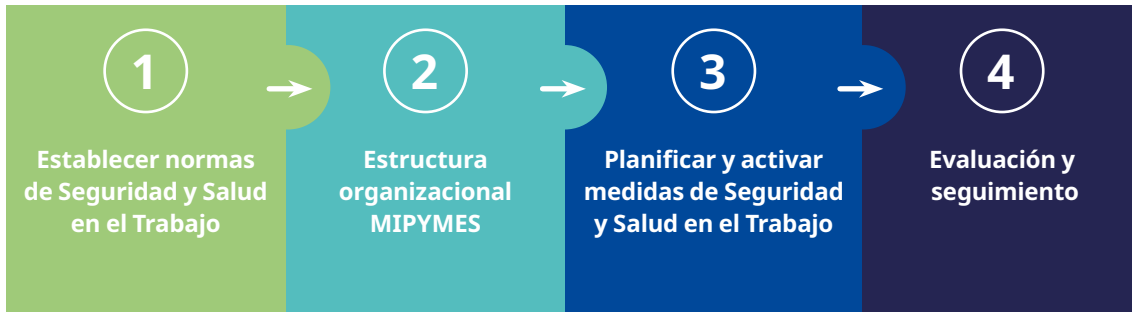 1
Establecer normas
de Seguridad y Salud
en el Trabajo
2
Estructura
organizacional
MIPYMES
3
Planificar y activar
medidas de Seguridad
y Salud en el Trabajo
4
Evaluación y
seguimiento